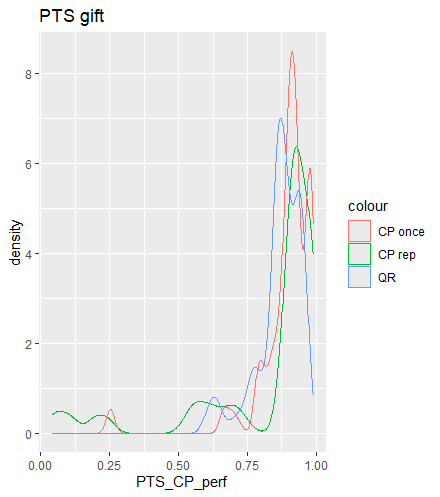 PTS gift
density
8
6
4
2
0
0.00 0.25 0.50 0.75 1.00
PTS_CP_perf
colour
CP once
CP rep
QR